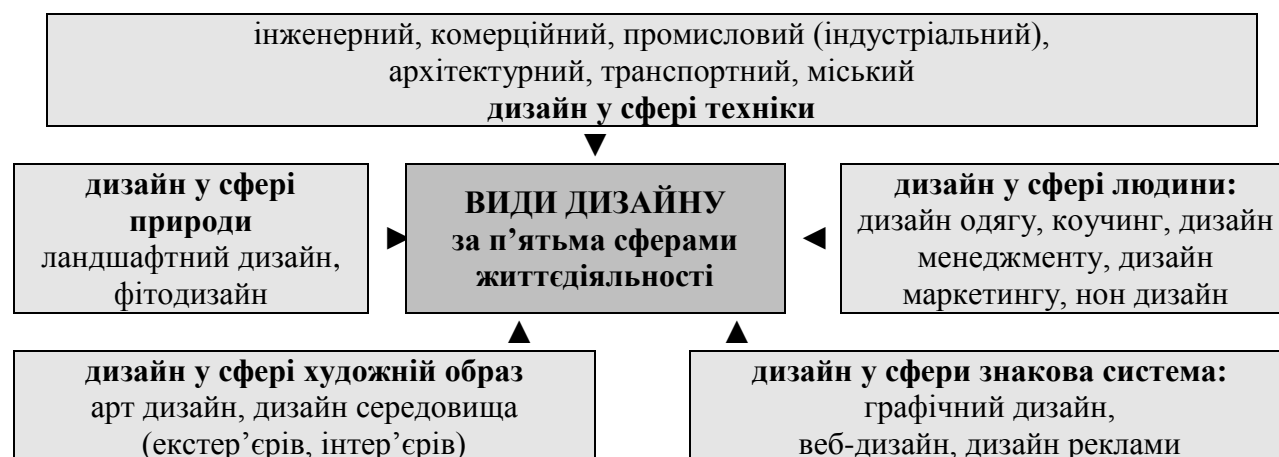 інженерний, комерційний, промисловий (індустріальний),
архітектурний, транспортний, міський
дизайн у сфері техніки
дизайн у сфері
природи
ландшафтний дизайн,
фітодизайн
ВИДИ ДИЗАЙНУ
за п’ятьма сферами
життєдіяльності
дизайн у сфері людини:
дизайн одягу, коучинг, дизайн
менеджменту, дизайн
маркетингу, нон дизайн
дизайн у сфері художній образ
арт дизайн, дизайн середовища
(екстер’єрів, інтер’єрів)
дизайн у сфери знакова система:
графічний дизайн,
веб-дизайн, дизайн реклами